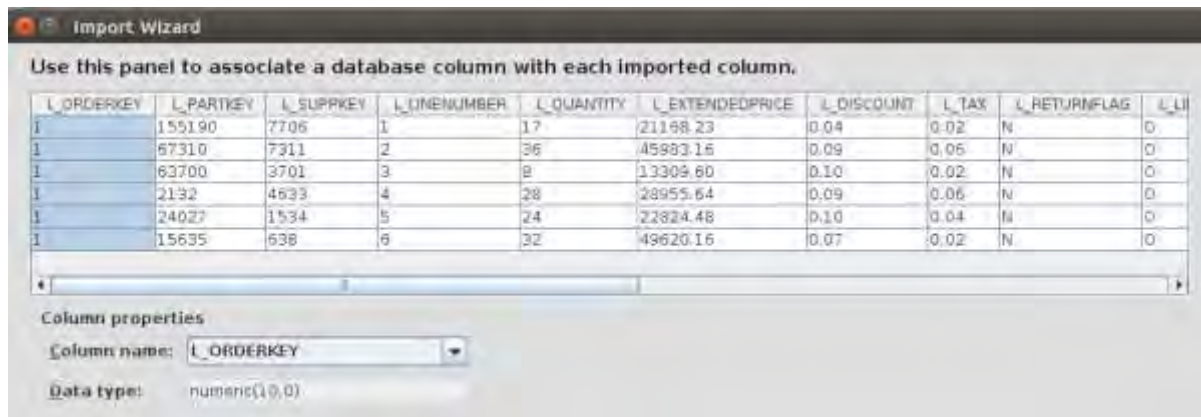 Import Wizard
Use this panel to associate a database column with each imported column.
L_ORDERKEY L_PARTKEY L_SUPPKEY L_LINENUMBER L_QUANTITY L_EXTENDEDPRICE L_DISCOUNT L_TAX L_RETURNFLAG L_LI
1 155190 7706 1 17 21168.23 0.04 0.02 N O
1 67310 7311 2 36 45983.16 0.09 0.06 N O
1 63700 3701 3 8 13309.60 0.10 0.02 N O
1 2132 4633 4 28 28955.64 0.09 0.06 N O
1 24027 1534 5 24 22824.48 0.10 0.04 N O
1 15635 638 6 32 49620.16 0.07 0.02 N O
Column properties
Column name: L_ORDERKEY
Data type: numeric(10,0)